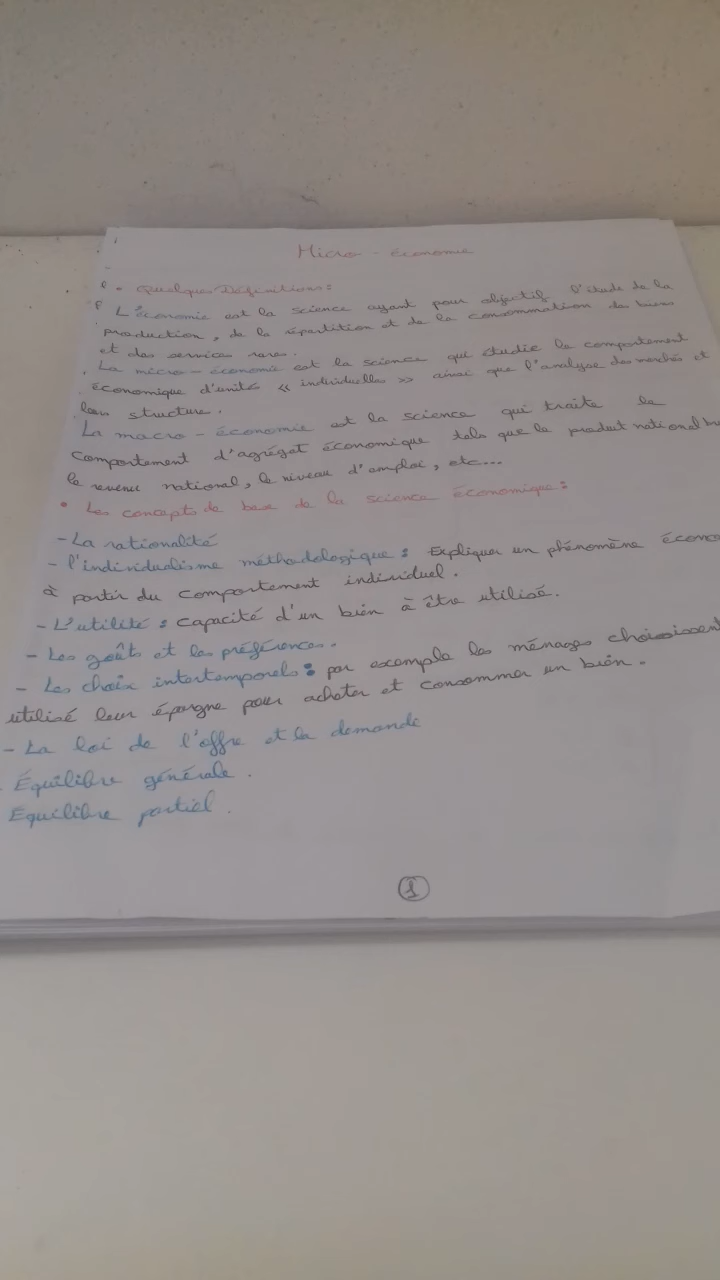 Micro - économie
• Quelques Définitions :
L'économie est la science ayant pour objectif l'étude de la
production, de la répartition et de la consommation des biens
et des services rares.
La micro - économie est la science qui étudie le comportement
économique d'unités « individuelles » ainsi que l'analyse des marchés et
leur structure.
La macro - économie est la science qui traite le
comportement d'agrégat économique tels que le produit national bru
le revenu national, le niveau d'emploi, etc...
• Les concepts de base de la science économique :
- La rationalité
- l'individualisme méthodologique : Expliquer un phénomène écono
à partir du comportement individuel.
- L'utilité : capacité d'un bien à être utilisé.
- Les goûts et les préférences.
- Les choix intertemporels : par exemple les ménages choisissent
utilisé leur épargne pour acheter et consommer un bien.
- La loi de l'offre et la demande
Équilibre générale.
Equilibre partiel.
1